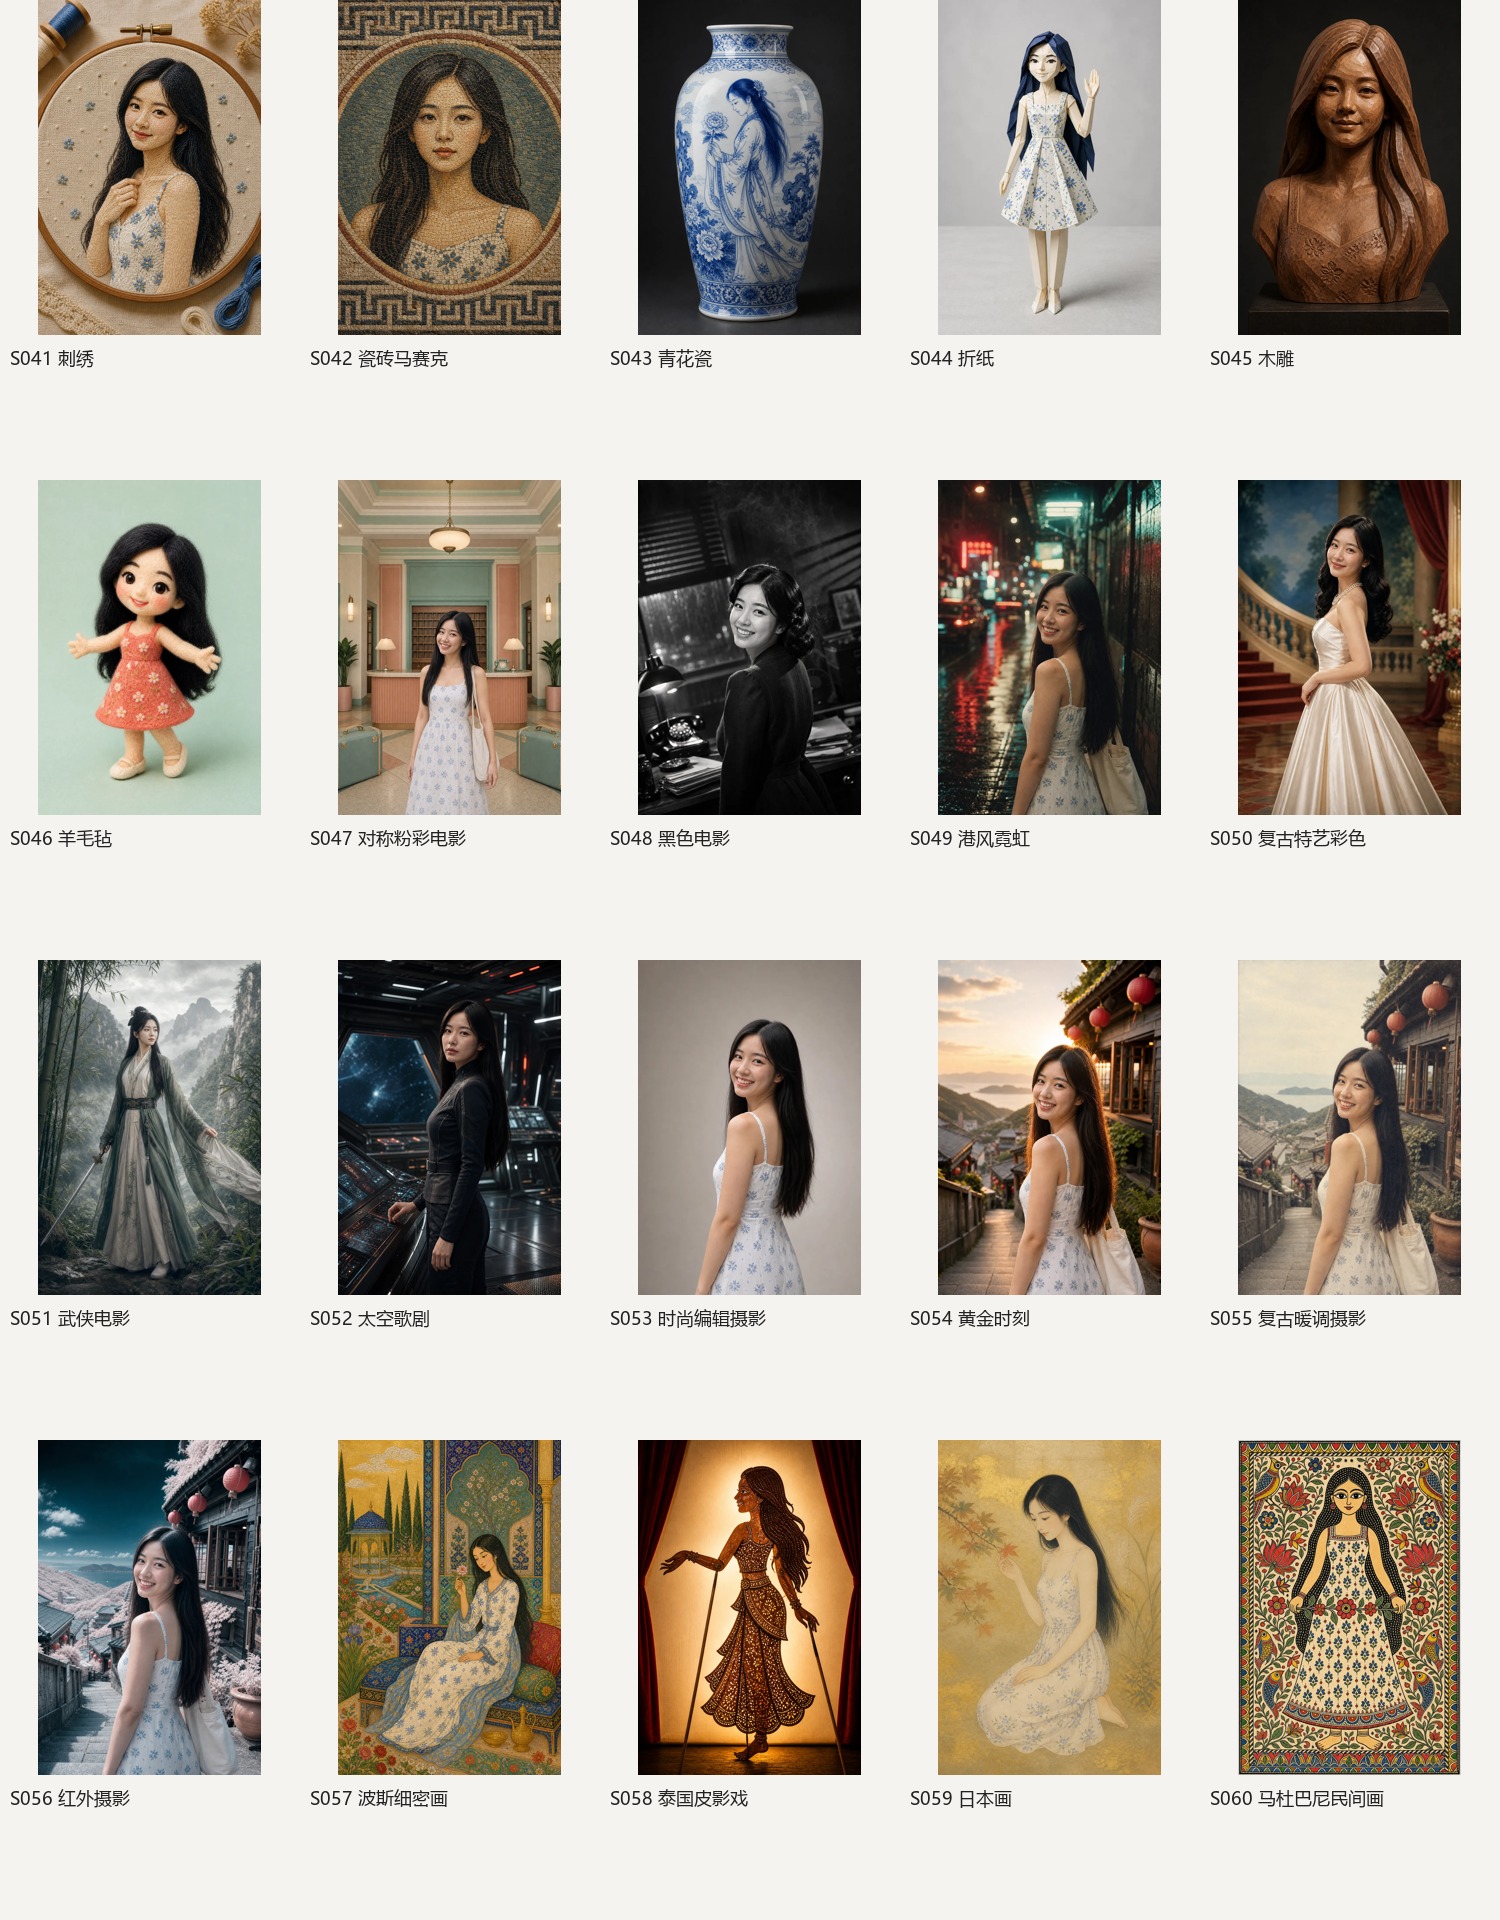 S041 刺绣
S042 瓷砖马赛克
S043 青花瓷
S044 折纸
S045 木雕
S046 羊毛毡
S047 对称粉彩电影
S048 黑色电影
S049 港风霓虹
S050 复古特艺彩色
S051 武侠电影
S052 太空歌剧
S053 时尚编辑摄影
S054 黄金时刻
S055 复古暖调摄影
S056 红外摄影
S057 波斯细密画
S058 泰国皮影戏
S059 日本画
S060 马杜巴尼民间画